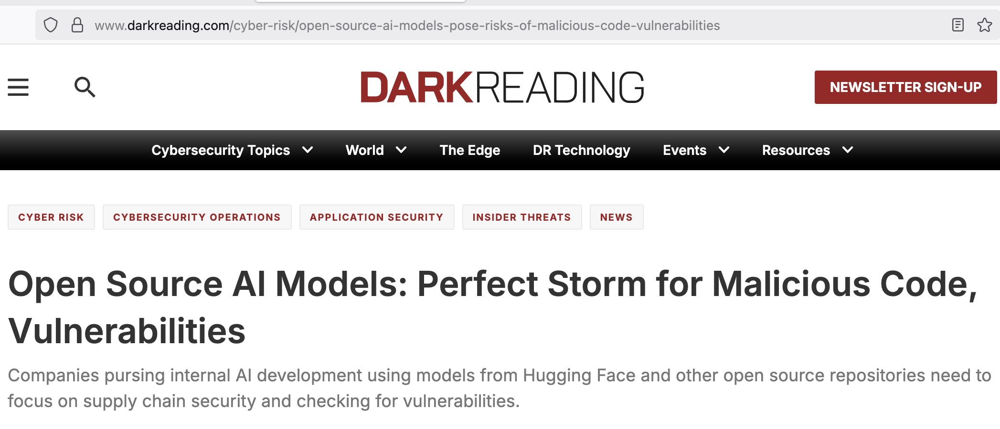 www.darkreading.com/cyber-risk/open-source-ai-models-pose-risks-of-malicious-code-vulnerabilities
DARKREADING
NEWSLETTER SIGN-UP
Cybersecurity Topics World The Edge DR Technology Events Resources
CYBER RISK CYBERSECURITY OPERATIONS APPLICATION SECURITY INSIDER THREATS NEWS
Open Source AI Models: Perfect Storm for Malicious Code,
Vulnerabilities
Companies pursing internal AI development using models from Hugging Face and other open source repositories need to
focus on supply chain security and checking for vulnerabilities.